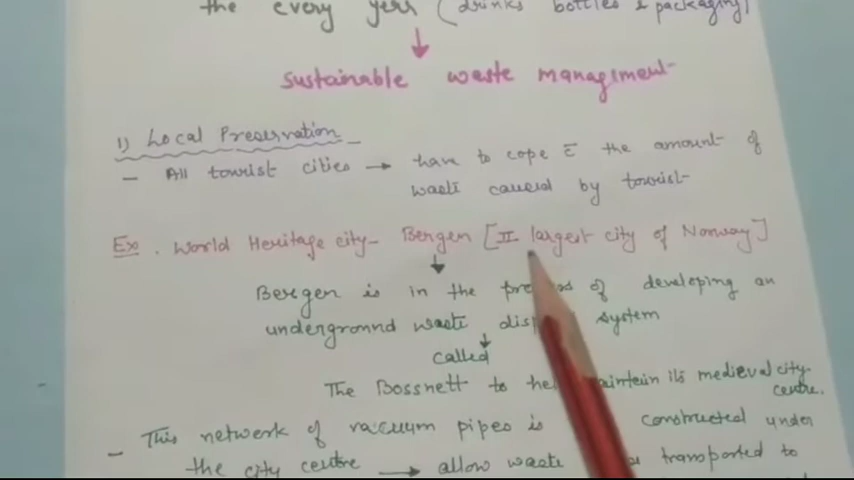 the every year (drinks bottles & packaging)
↓
sustainable waste management
1) Local Preservation
- All tourist cities → have to cope c̄ the amount of
waste caused by tourist
Ex. World Heritage city - Bergen [II largest city of Norway]
↓
Bergen is in the of developing an
underground waste system
↓
called
The Bossnett to maintain its medieval city
centre.
- This network of vacuum pipes is constructed under
the city centre → allow waste transported to